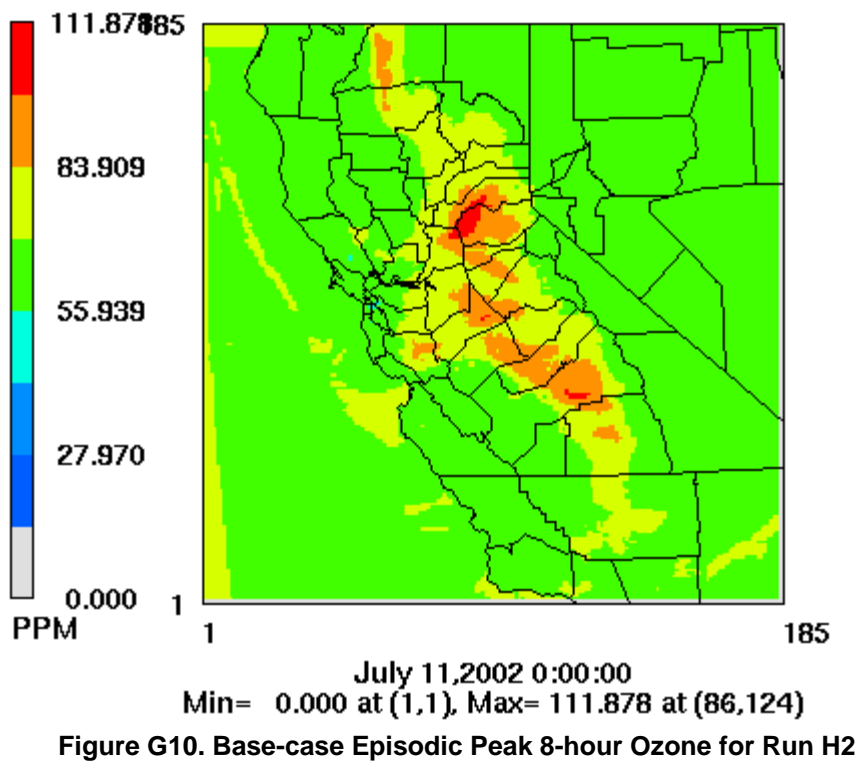 111.878
185
83.909
55.939
27.970
0.000
PPM
1
1
185
July 11,2002 0:00:00
Min= 0.000 at (1,1), Max= 111.878 at (86,124)
Figure G10. Base-case Episodic Peak 8-hour Ozone for Run H2